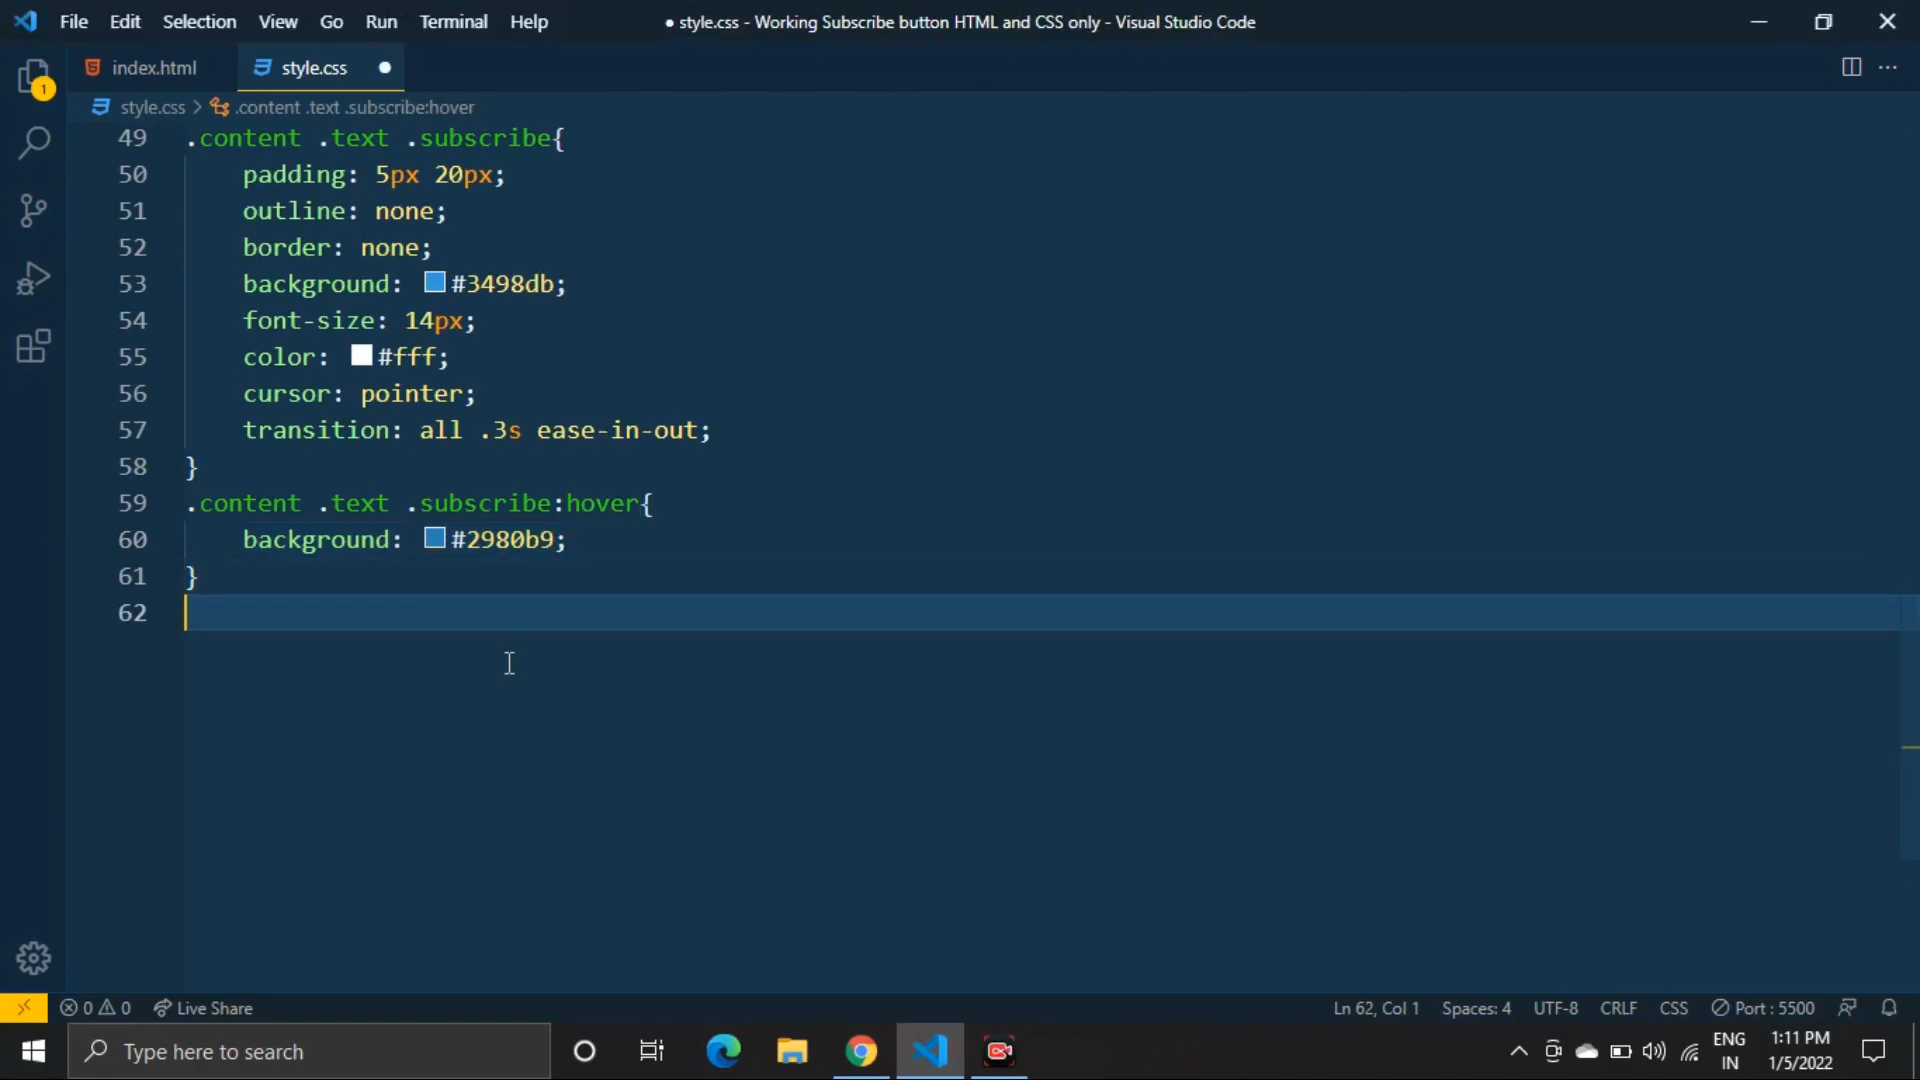 File Edit Selection View Go Run Terminal Help
● style.css - Working Subscribe button HTML and CSS only - Visual Studio Code
1
index.html
style.css ●
style.css > .content .text .subscribe:hover
49 .content .text .subscribe{
50 padding: 5px 20px;
51 outline: none;
52 border: none;
53 background: #3498db;
54 font-size: 14px;
55 color: #fff;
56 cursor: pointer;
57 transition: all .3s ease-in-out;
58 }
59 .content .text .subscribe:hover{
60 background: #2980b9;
61 }
62
0 0 Live Share
Ln 62, Col 1 Spaces: 4 UTF-8 CRLF CSS Port : 5500
Type here to search
ENG
IN
1:11 PM
1/5/2022